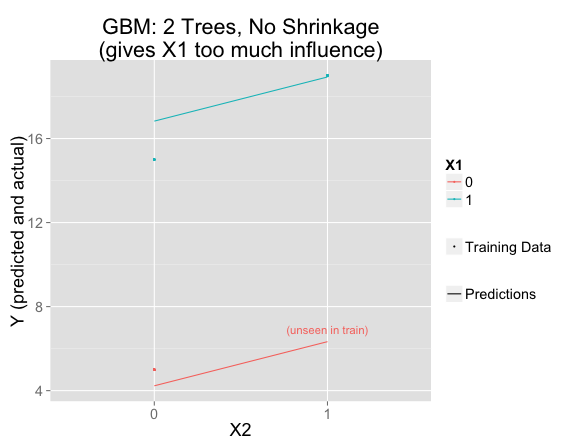 GBM: 2 Trees, No Shrinkage
(gives X1 too much influence)
Y (predicted and actual)
16
12
8
4
(unseen in train)
0
1
X2
X1
0
1
Training Data
Predictions